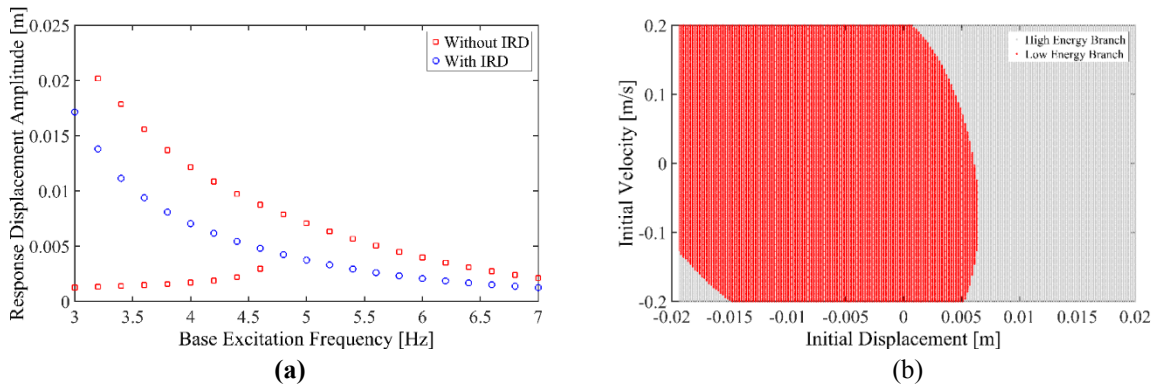 (a)
Response Displacement Amplitude [m]
0.025
0.02
0.015
0.01
0.005
0
Without IRD
With IRD
3 3.5 4 4.5 5 5.5 6 6.5 7
Base Excitation Frequency [Hz]
(a)
(b)
Initial Velocity [m/s]
0.2
0.1
0
-0.1
-0.2
High Energy Branch
Low Energy Branch
-0.02 -0.015 -0.01 -0.005 0 0.005 0.01 0.015 0.02
Initial Displacement [m]
(b)